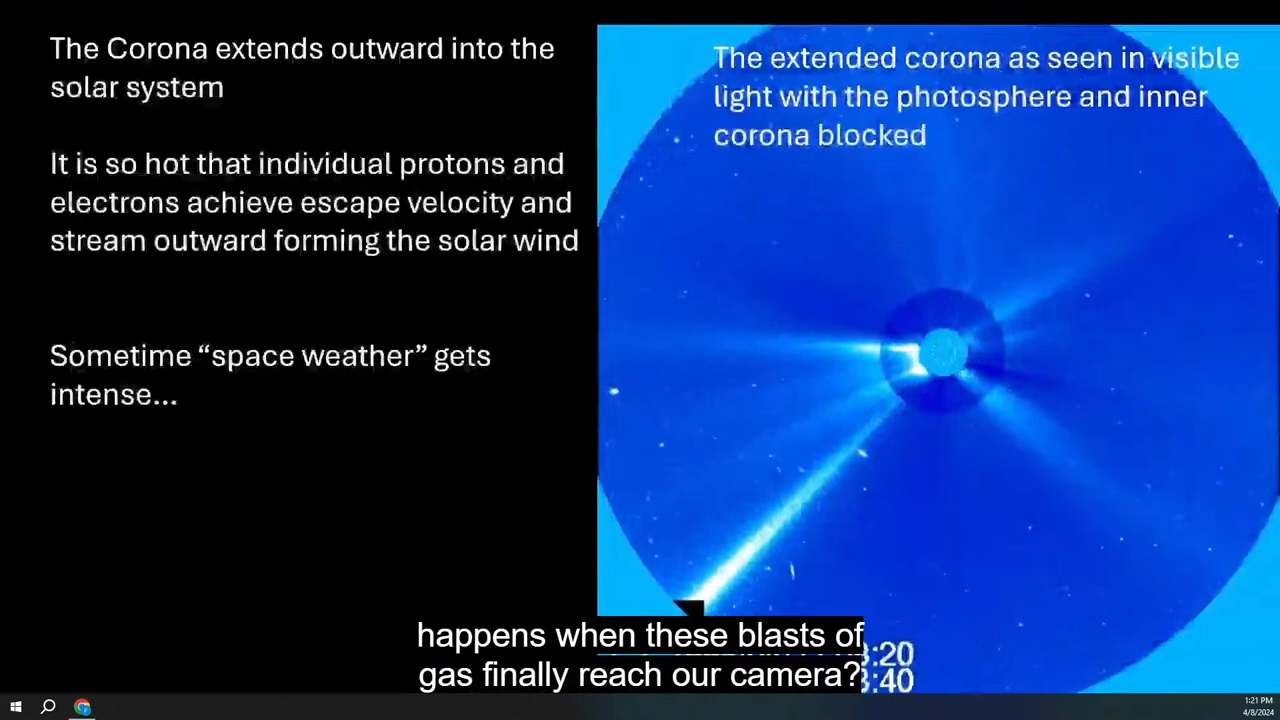 The Corona extends outward into the
solar system
It is so hot that individual protons and
electrons achieve escape velocity and
stream outward forming the solar wind
Sometime “space weather” gets
intense...
The extended corona as seen in visible
light with the photosphere and inner
corona blocked
happens when these blasts of
gas finally reach our camera?
:20
:40
1:21 PM
4/8/2024